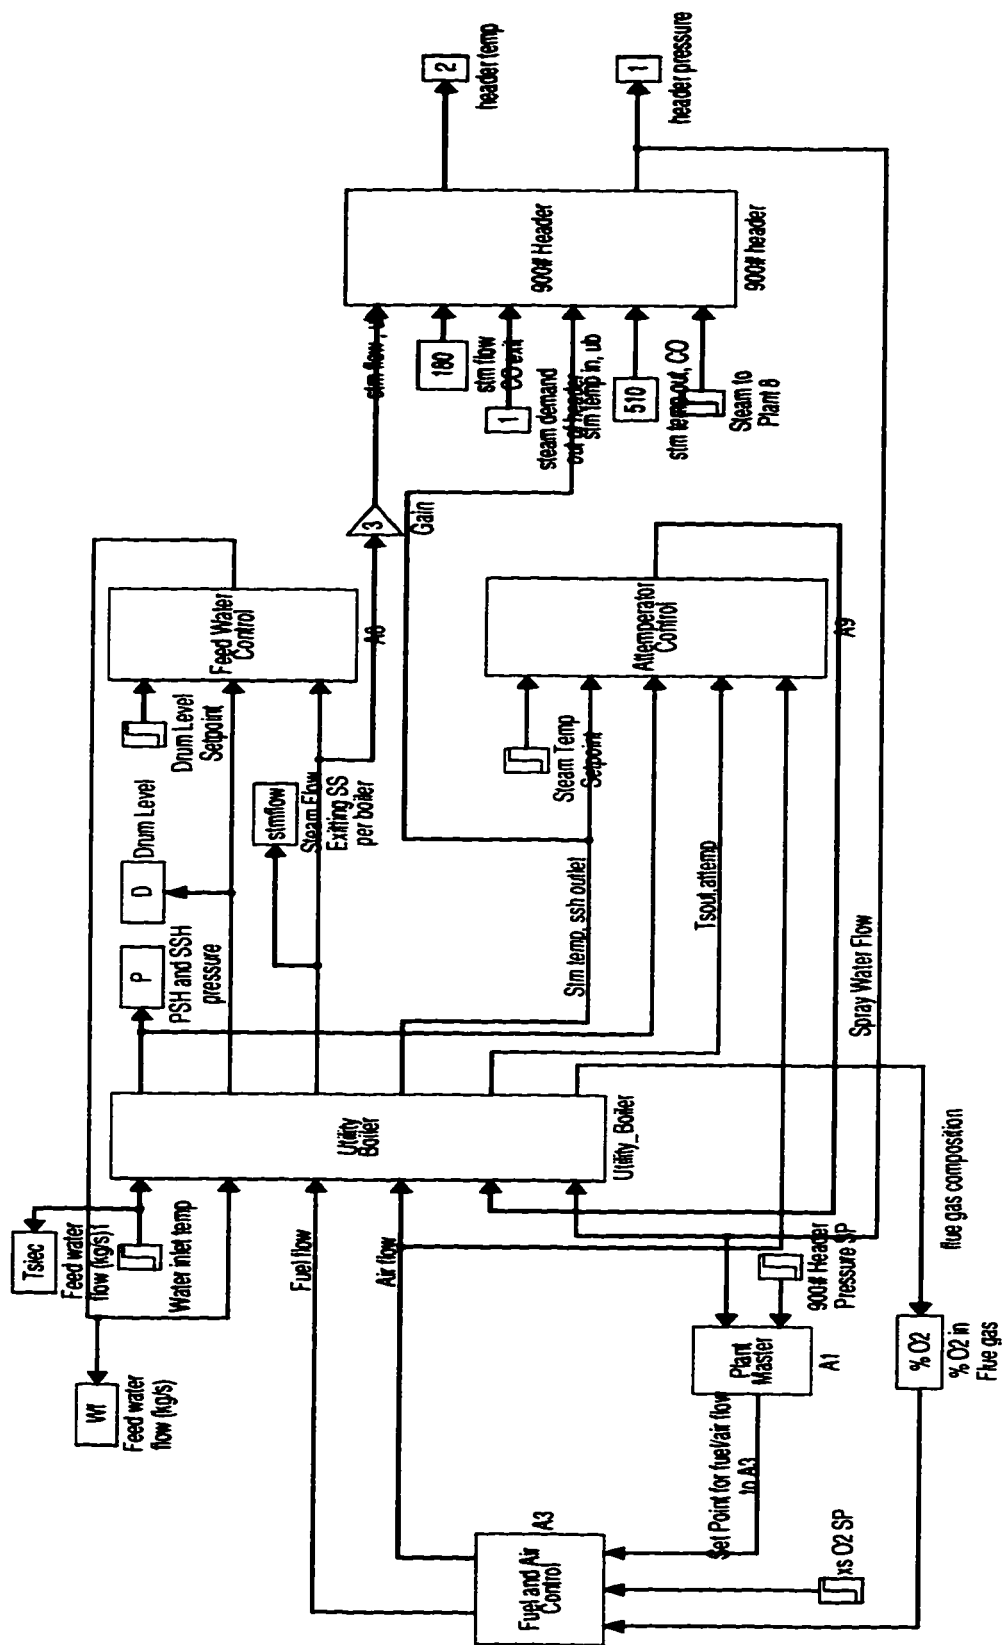 2
header temp
1
header pressure
900# Header
900# header
stm flow, u
180
stm flow
CO exit
1
steam demand
out of header
stm Temp in, ub
510
stm temp out, CO
Steam to
Plant 8
3
Gain
Feed Water
Control
Drum Level
Setpoint
D
Drum Level
P
PSH and SSH
pressure
stmflow
Steam Flow
Exitting SS
per boiler
Attemperator
Control
A9
Steam Temp
Setpoint
Stm temp, ssh outlet
Tsout,attemp
Spray Water Flow
Utility
Boiler
Utility_Boiler
Tsiec
Feed water
flow (kg/s)1
Water inlet temp
Wf
Feed water
flow (kg/s)
Fuel flow
Air flow
900# Header
Pressure SP
Plant
Master
A1
Set Point for fuel/air flow
to A3
flue gas composition
% O2
% O2 in
Flue gas
Fuel and Air
Control
A3
xs O2 SP